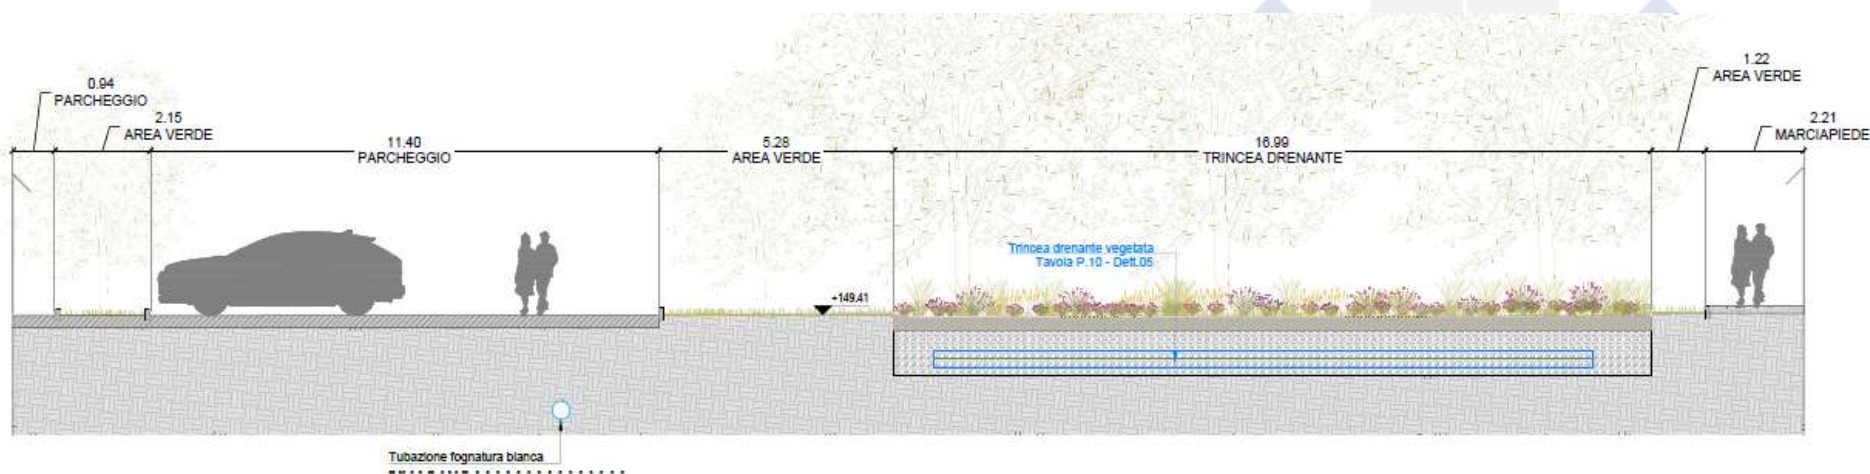 0.94
PARCHEGGIO
2.15
AREA VERDE
11.40
PARCHEGGIO
5.28
AREA VERDE
16.99
TRINCEA DRENANTE
1.22
AREA VERDE
2.21
MARCIAPIEDE
Trincea drenante vegetata
Tavola P.10 - Dett.05
+149.41
Tubazione fognatura bianca